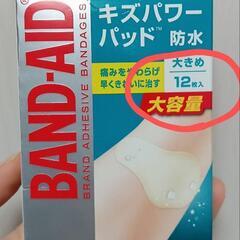 BAND-AID
BRAND ADHESIVE BANDAGES
キズパワー
パッド™ 防水
痛みをやわらげ
早くきれいに治す
大きめ
12枚入
大容量